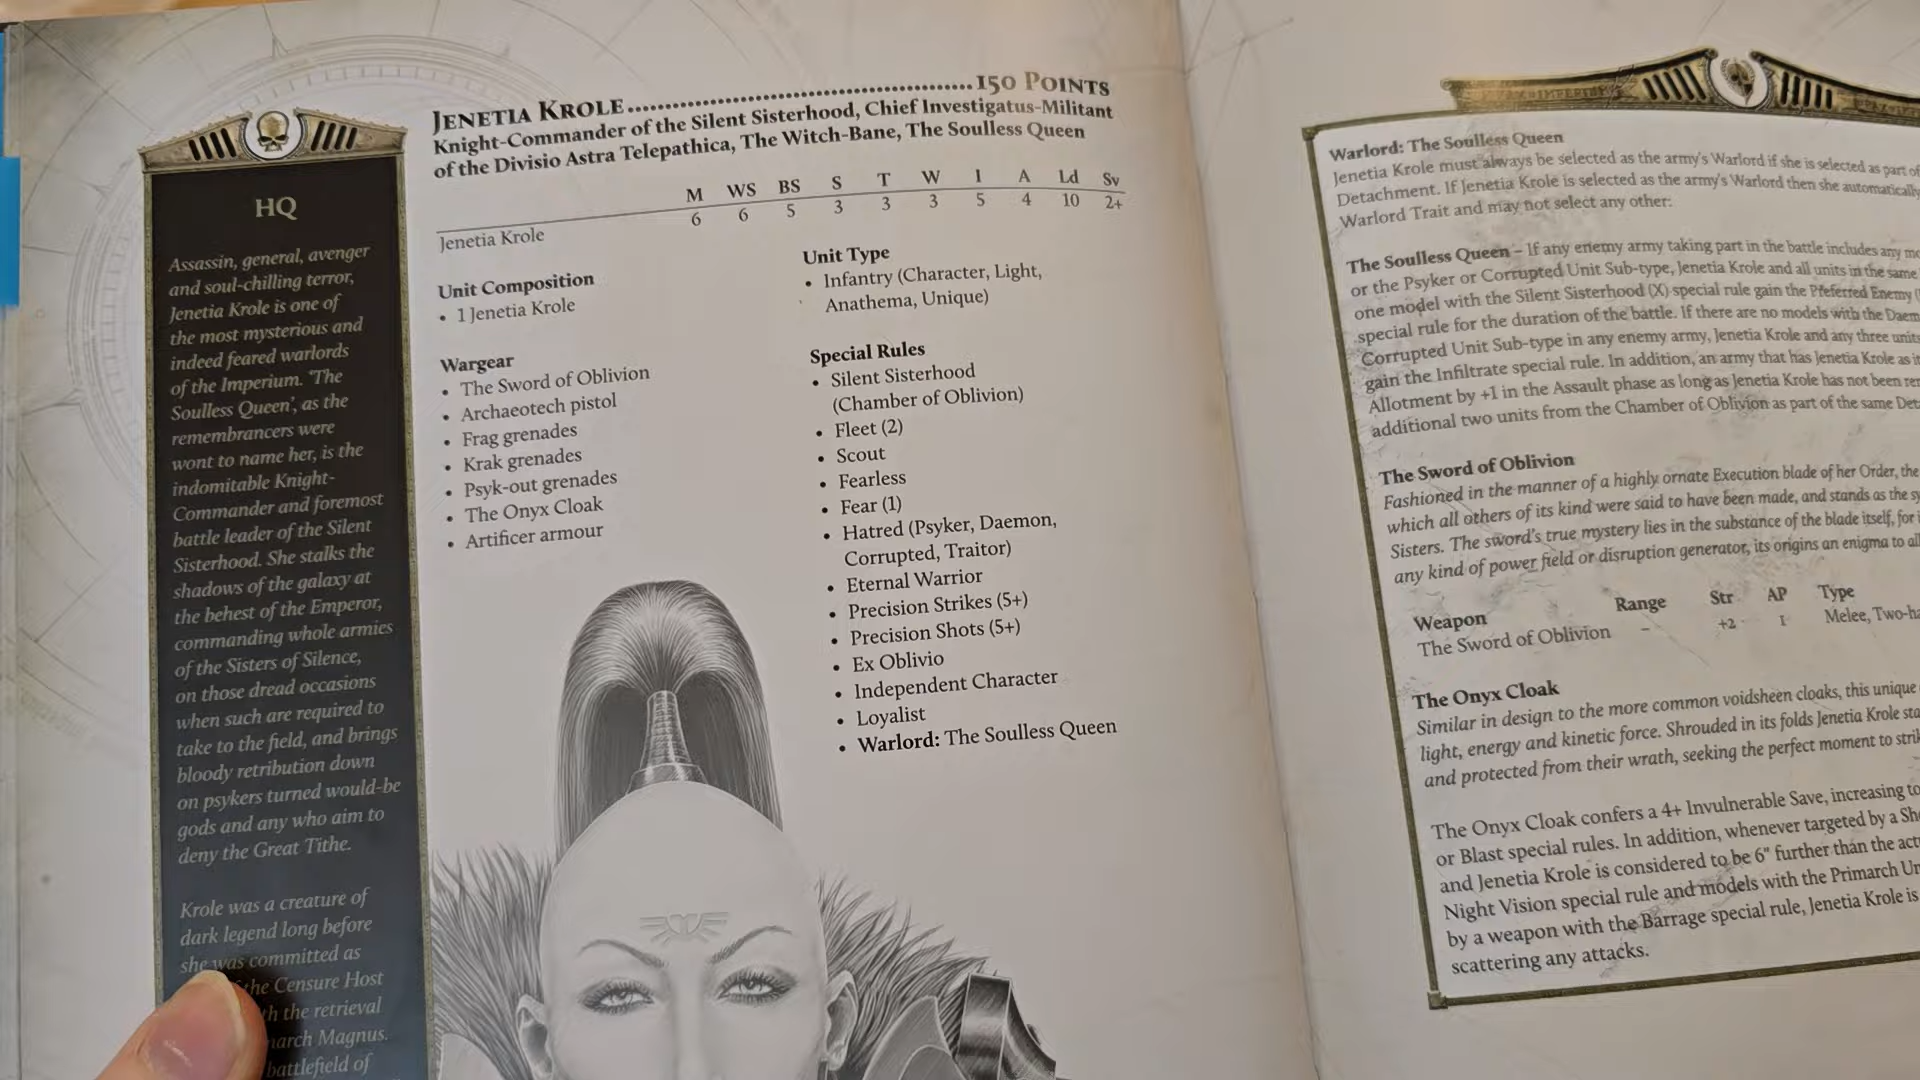 HQ
Assassin, general, avenger
and soul-chilling terror,
Jenetia Krole is one of
the most mysterious and
indeed feared warlords
of the Imperium. 'The
Soulless Queen', as the
remembrancers were
wont to name her, is the
indomitable Knight-
Commander and foremost
battle leader of the Silent
Sisterhood. She stalks the
shadows of the galaxy at
the behest of the Emperor,
commanding whole armies
of the Sisters of Silence,
on those dread occasions
when such are required to
take to the field, and brings
bloody retribution down
on psykers turned would-be
gods and any who aim to
deny the Great Tithe.
Krole was a creature of
dark legend long before
she was committed as
the Censure Host
the retrieval
Magnus.
battlefield of
JENETIA KROLE 150 POINTS
Knight-Commander of the Silent Sisterhood, Chief Investigatus-Militant
of the Divisio Astra Telepathica, The Witch-Bane, The Soulless Queen
M WS BS S T W I A Ld Sv
Jenetia Krole 6 6 5 3 3 3 5 4 10 2+
Unit Composition
• 1 Jenetia Krole
Wargear
• The Sword of Oblivion
• Archaeotech pistol
• Frag grenades
• Krak grenades
• Psyk-out grenades
• The Onyx Cloak
• Artificer armour
Unit Type
• Infantry (Character, Light,
Anathema, Unique)
Special Rules
• Silent Sisterhood
(Chamber of Oblivion)
• Fleet (2)
• Scout
• Fearless
• Fear (1)
• Hatred (Psyker, Daemon,
Corrupted, Traitor)
• Eternal Warrior
• Precision Strikes (5+)
• Precision Shots (5+)
• Ex Oblivio
• Independent Character
• Loyalist
• Warlord: The Soulless Queen
Warlord: The Soulless Queen
Jenetia Krole must always be selected as the army's Warlord if she is selected as part of
Detachment. If Jenetia Krole is selected as the army's Warlord then she automatically
Warlord Trait and may not select any other:
The Soulless Queen – If any enemy army taking part in the battle includes any
or the Psyker or Corrupted Unit Sub-type, Jenetia Krole and all units in the same
one model with the Silent Sisterhood (X) special rule gain the Preferred Enemy
special rule for the duration of the battle. If there are no models with the
Corrupted Unit Sub-type in any enemy army, Jenetia Krole and any three units
gain the Infiltrate special rule. In addition, an army that has Jenetia Krole as
Allotment by +1 in the Assault phase as long as Jenetia Krole has not been
additional two units from the Chamber of Oblivion as part of the same
The Sword of Oblivion
Fashioned in the manner of a highly ornate Execution blade of her Order, the
which all others of its kind were said to have been made, and stands as the
Sisters. The sword's true mystery lies in the substance of the blade itself, for
any kind of power field or disruption generator, its origins an enigma to all
Weapon Range Str AP Type
The Sword of Oblivion - +2 1 Melee,
The Onyx Cloak
Similar in design to the more common voidsheen cloaks, this unique
light, energy and kinetic force. Shrouded in its folds Jenetia Krole
and protected from their wrath, seeking the perfect moment to
The Onyx Cloak confers a 4+ Invulnerable Save, increasing to
or Blast special rules. In addition, whenever targeted by a
and Jenetia Krole is considered to be 6" further than the
Night Vision special rule and models with the Primarch
by a weapon with the Barrage special rule, Jenetia Krole is
scattering any attacks.